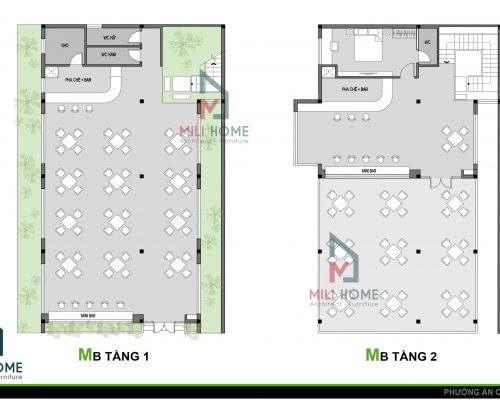 KHO
WC NỮ
WC NAM
PHA CHẾ + BAR
MILI HOME
Architect - Furniture
MINI BAR
WC
PHA CHẾ + BAR
MINI BAR
MILI HOME
Architect - Furniture
HOME
Furniture
MB TẦNG 1
MB TẦNG 2
PHƯƠNG ÁN C